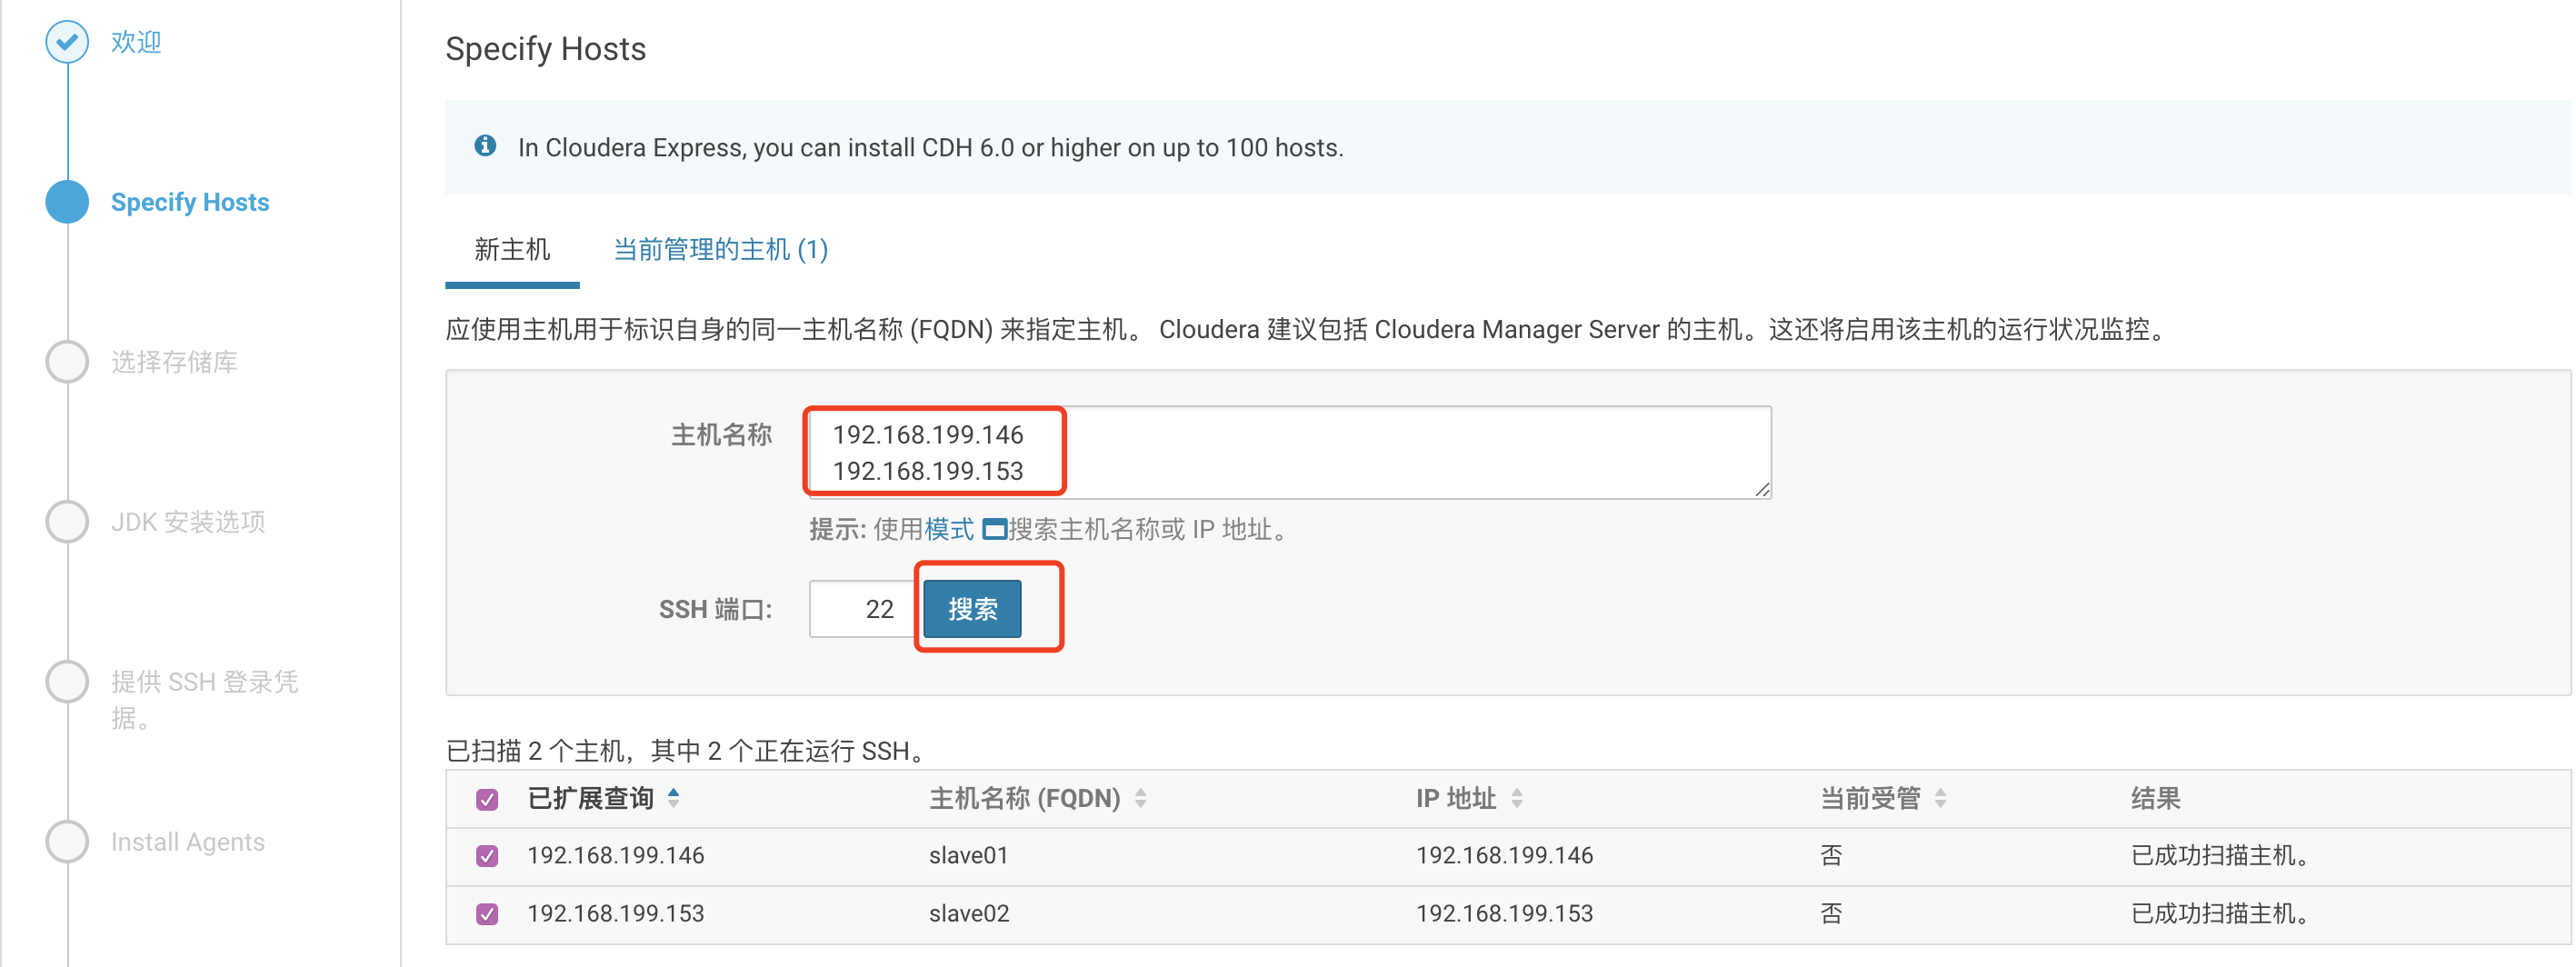 欢迎
Specify Hosts
选择存储库
JDK 安装选项
提供 SSH 登录凭
据。
Install Agents
Specify Hosts
In Cloudera Express, you can install CDH 6.0 or higher on up to 100 hosts.
新主机 当前管理的主机 (1)
应使用主机用于标识自身的同一主机名称 (FQDN) 来指定主机。 Cloudera 建议包括 Cloudera Manager Server 的主机。这还将启用该主机的运行状况监控。
主机名称 192.168.199.146
192.168.199.153
提示: 使用模式 搜索主机名称或 IP 地址。
SSH 端口: 22 搜索
已扫描 2 个主机，其中 2 个正在运行 SSH。
已扩展查询 主机名称 (FQDN) IP 地址 当前受管 结果
192.168.199.146 slave01 192.168.199.146 否 已成功扫描主机。
192.168.199.153 slave02 192.168.199.153 否 已成功扫描主机。